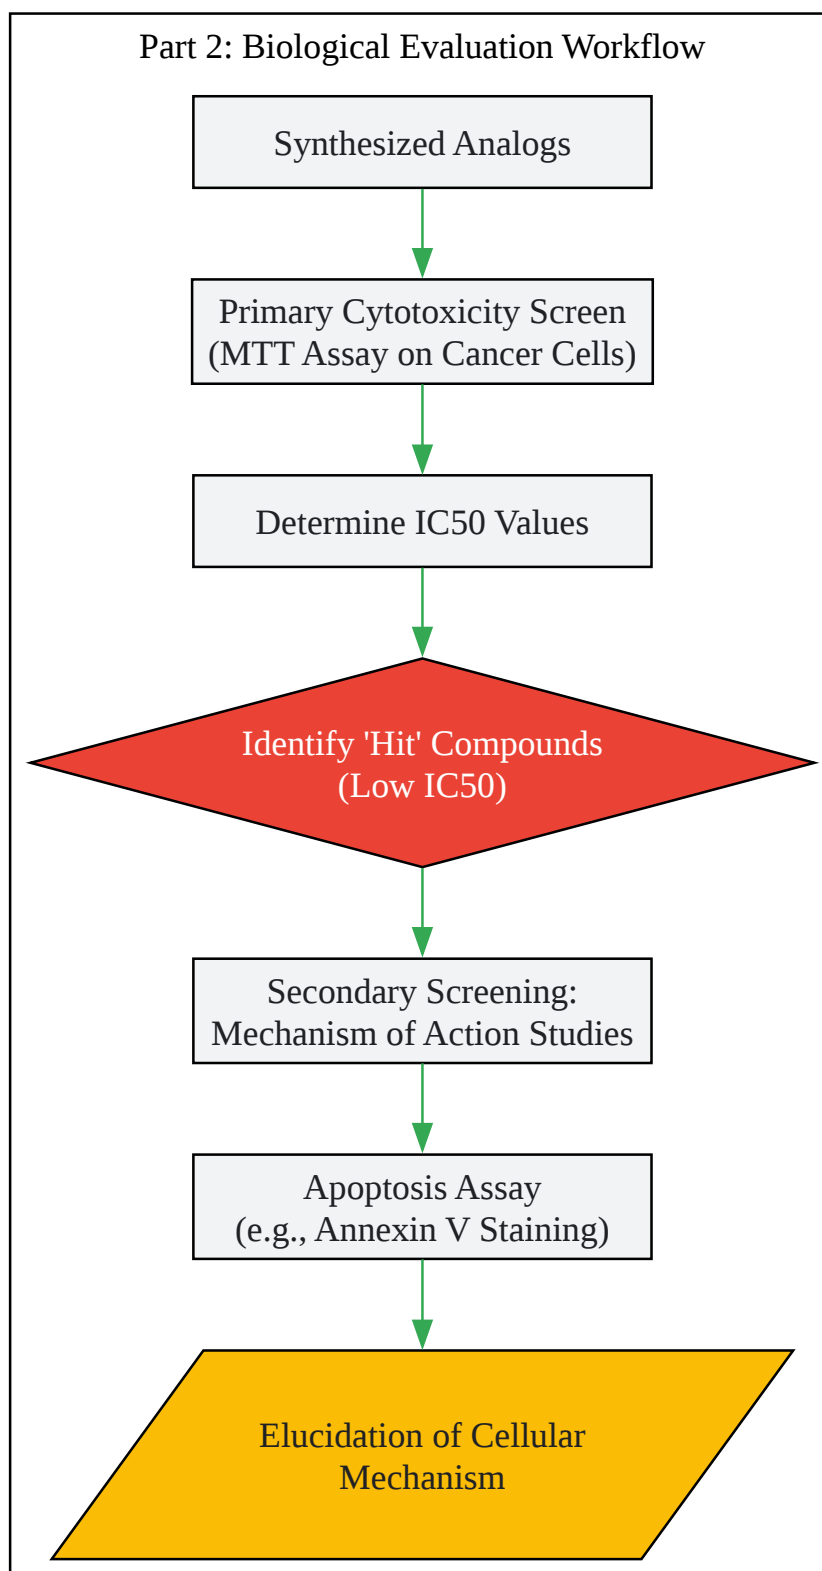 Part 2: Biological Evaluation Workflow
Synthesized Analogs
Primary Cytotoxicity Screen
(MTT Assay on Cancer Cells)
Determine IC50 Values
Identify 'Hit' Compounds
(Low IC50)
Secondary Screening:
Mechanism of Action Studies
Apoptosis Assay
(e.g., Annexin V Staining)
Elucidation of Cellular
Mechanism